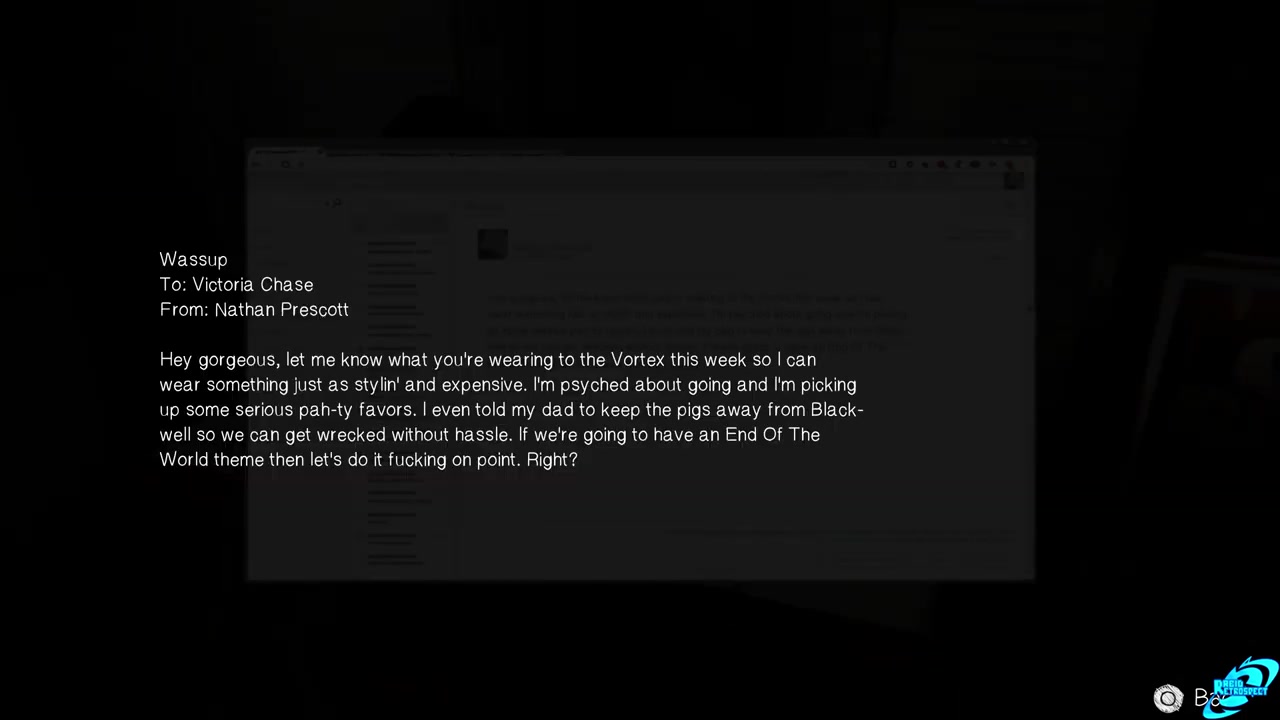 Wassup
To: Victoria Chase
From: Nathan Prescott
Hey gorgeous, let me know what you're wearing to the Vortex this week so I can
wear something just as stylin' and expensive. I'm psyched about going and I'm picking
up some serious pah-ty favors. I even told my dad to keep the pigs away from Black-
well so we can get wrecked without hassle. If we're going to have an End Of The
World theme then let's do it fucking on point. Right?
RETROSPECT